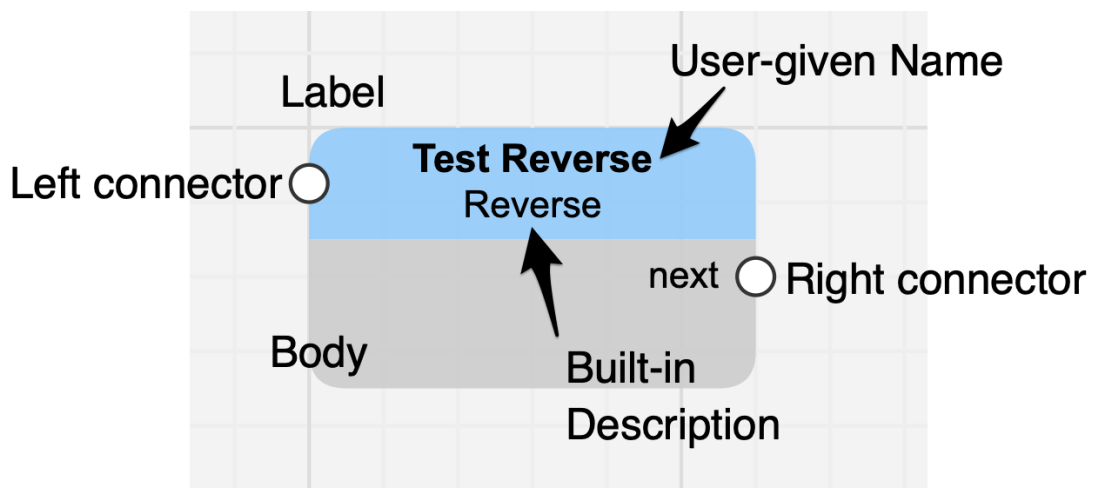 User-given Name
Label
Test Reverse
Left connector
Reverse
next
Right connector
Body
Built-in
Description